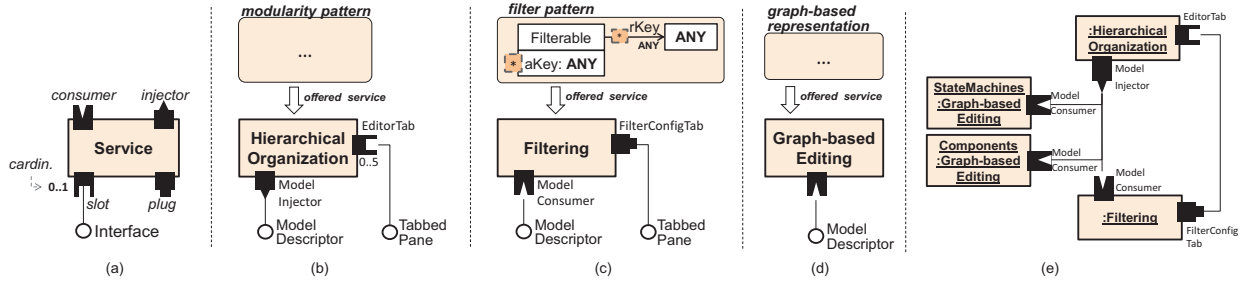 consumer
injector
Service
cardin.
0..1
slot
plug
Interface
(a)
modularity pattern
...
offered service
Hierarchical
Organization
EditorTab
0..5
Model
Injector
Model
Descriptor
Tabbed
Pane
(b)
filter pattern
Filterable
* rKey
ANY
ANY
* aKey: ANY
offered service
Filtering
FilterConfigTab
Model
Consumer
Model
Descriptor
Tabbed
Pane
(c)
graph-based
representation
...
offered service
Graph-based
Editing
Model
Descriptor
(d)
:Hierarchical
Organization
EditorTab
Model
Injector
StateMachines
:Graph-based
Editing
Model
Consumer
Components
:Graph-based
Editing
Model
Consumer
Model
Consumer
:Filtering
FilterConfig
Tab
(e)